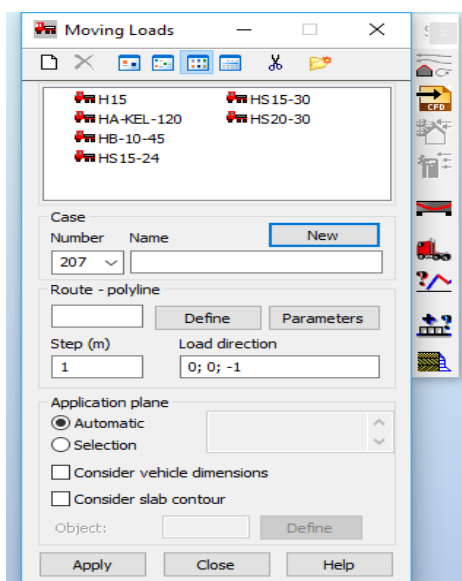 Moving Loads
H15 HS15-30
HA-KEL-120 HS20-30
HB-10-45
HS15-24
Case
Number Name New
207
Route - polyline
Define Parameters
Step (m) Load direction
1 0; 0; -1
Application plane
Automatic
Selection
Consider vehicle dimensions
Consider slab contour
Object: Define
Apply Close Help
CFD